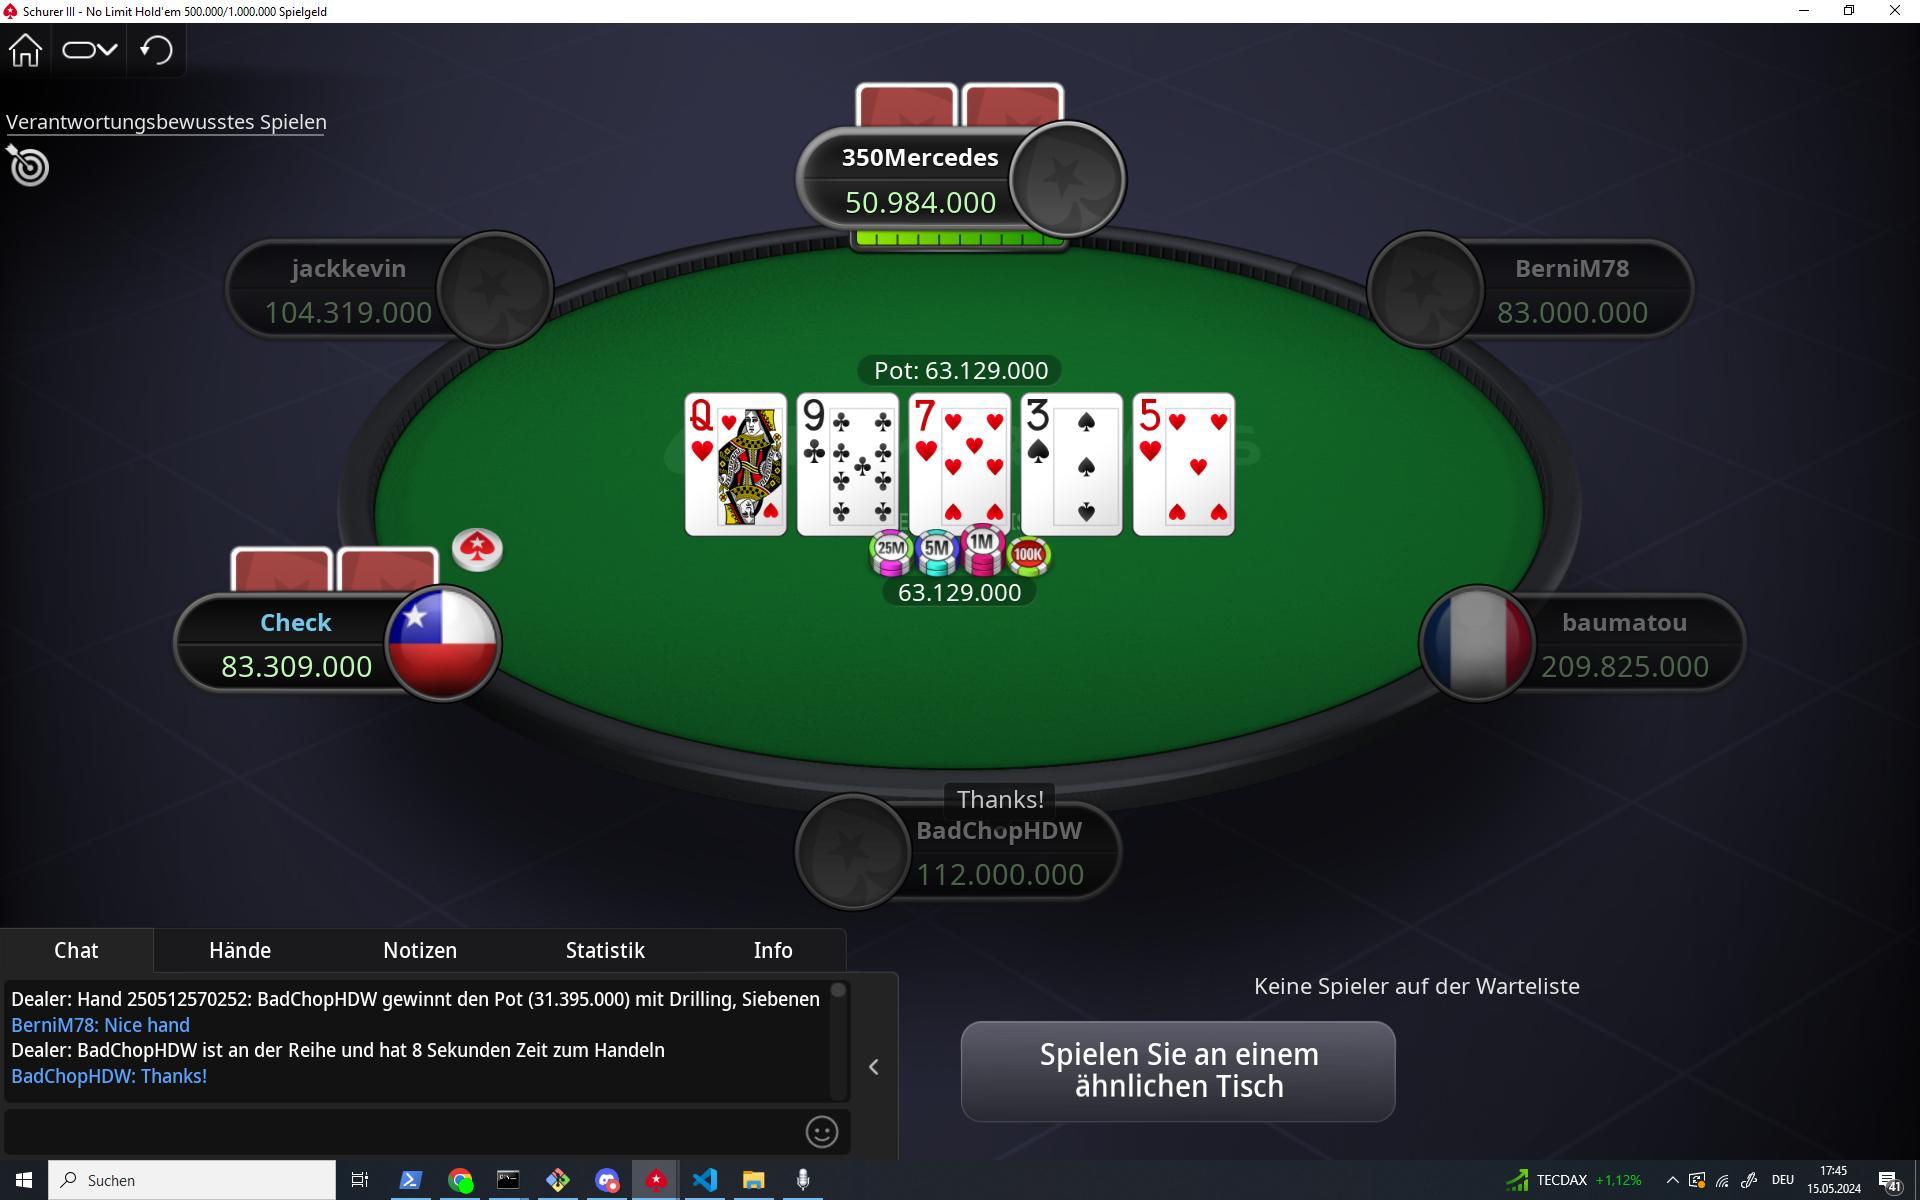 Schurer III - No Limit Hold'em 500.000/1.000.000 Spielgeld
Verantwortungsbewusstes Spielen
350Mercedes
50.984.000
jackkevin
104.319.000
BerniM78
83.000.000
Pot: 63.129.000
Q 9 7 3 5
25M 5M 1M 100K
63.129.000
Check
83.309.000
baumatou
209.825.000
Thanks!
BadChopHDW
112.000.000
Chat Hände Notizen Statistik Info
Dealer: Hand 250512570252: BadChopHDW gewinnt den Pot (31.395.000) mit Drilling, Siebenen
BerniM78: Nice hand
Dealer: BadChopHDW ist an der Reihe und hat 8 Sekunden Zeit zum Handeln
BadChopHDW: Thanks!
Keine Spieler auf der Warteliste
Spielen Sie an einem
ähnlichen Tisch
Suchen
TECDAX +1,12%
DEU
17:45
15.05.2024
41